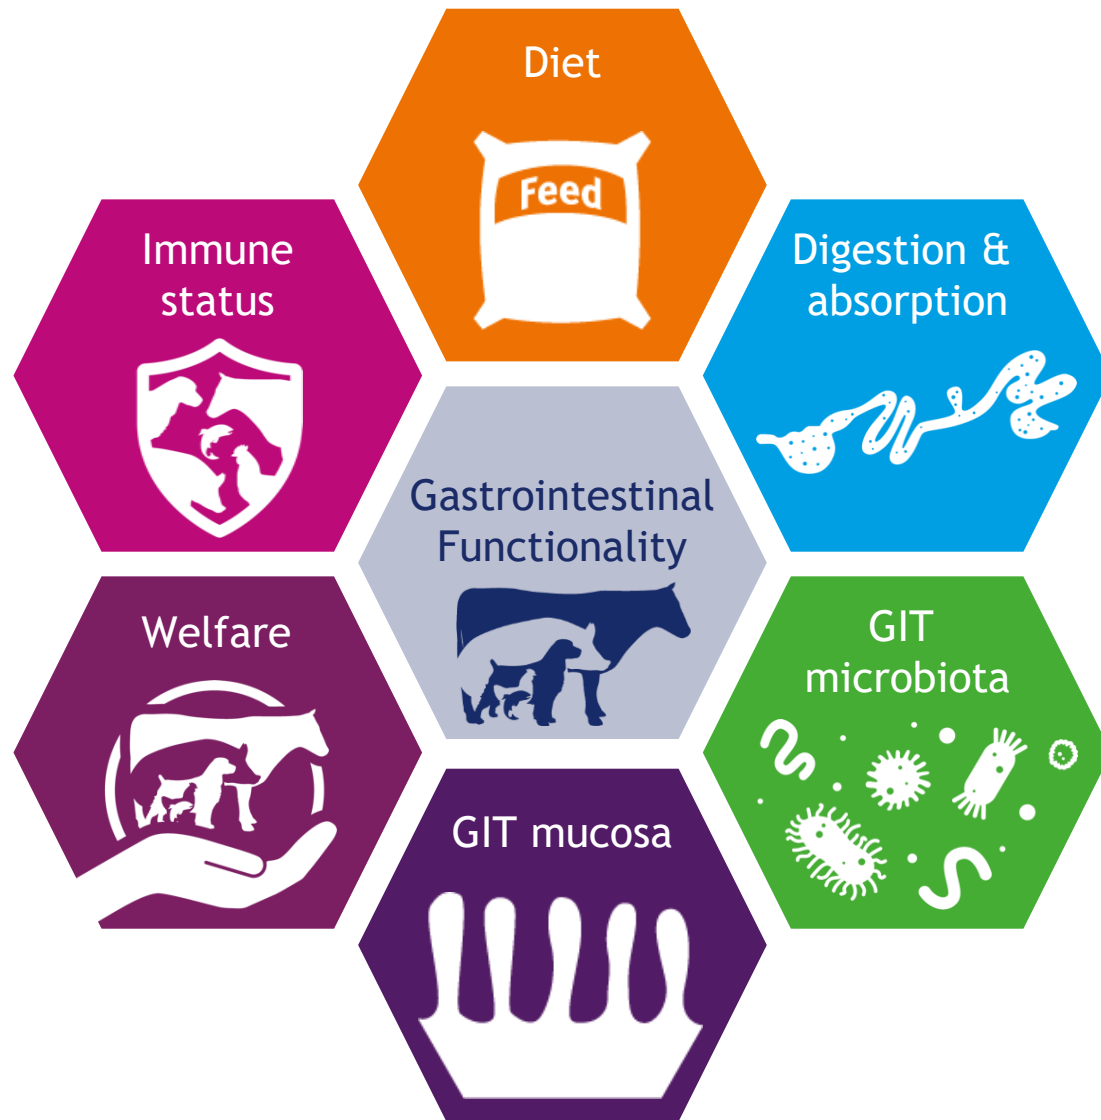 Diet
Feed
Immune
status
Digestion &
absorption
Gastrointestinal
Functionality
Welfare
GIT
microbiota
GIT mucosa